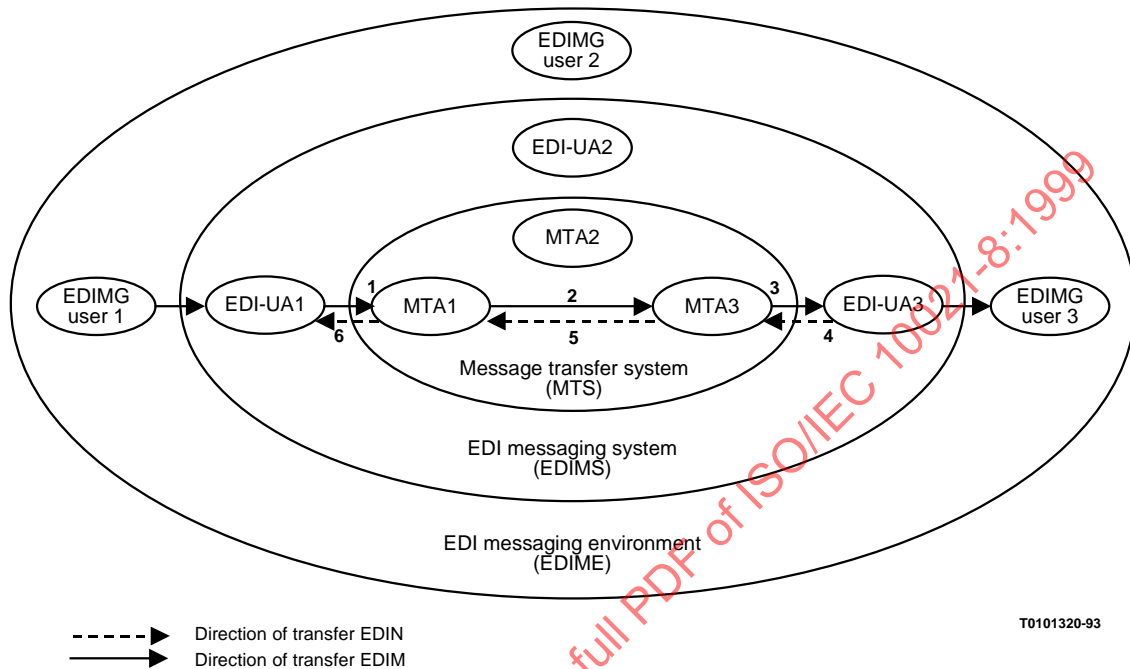 EDIMG
user 2
EDI-UA2
MTA2
EDIMG
user 1
EDI-UA1
1
6
MTA1
2
5
MTA3
3
4
EDI-UA3
EDIMG
user 3
Message transfer system
(MTS)
EDI messaging system
(EDIMS)
EDI messaging environment
(EDIME)
full PDF of ISO/IEC 10021-8:1999
T0101320-93
Direction of transfer EDIN
Direction of transfer EDIM